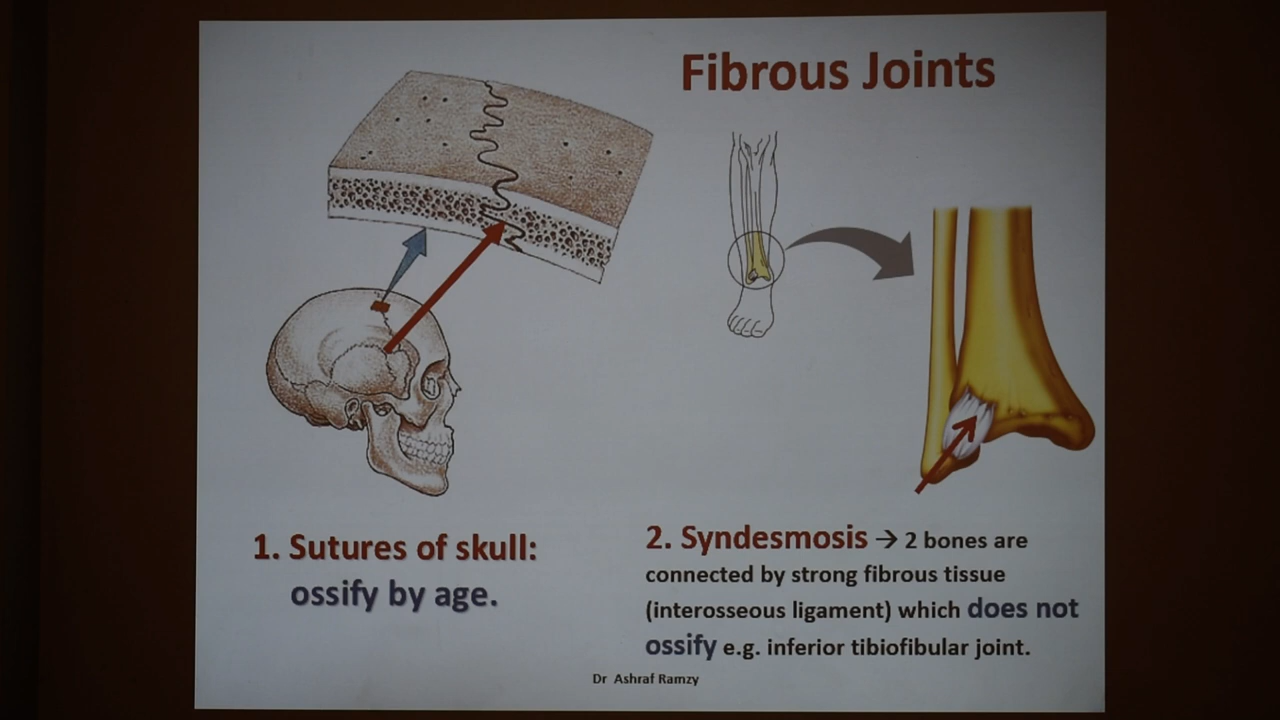 Fibrous Joints
1. Sutures of skull:
ossify by age.
2. Syndesmosis → 2 bones are
connected by strong fibrous tissue
(interosseous ligament) which does not
ossify e.g. inferior tibiofibular joint.
Dr Ashraf Ramzy